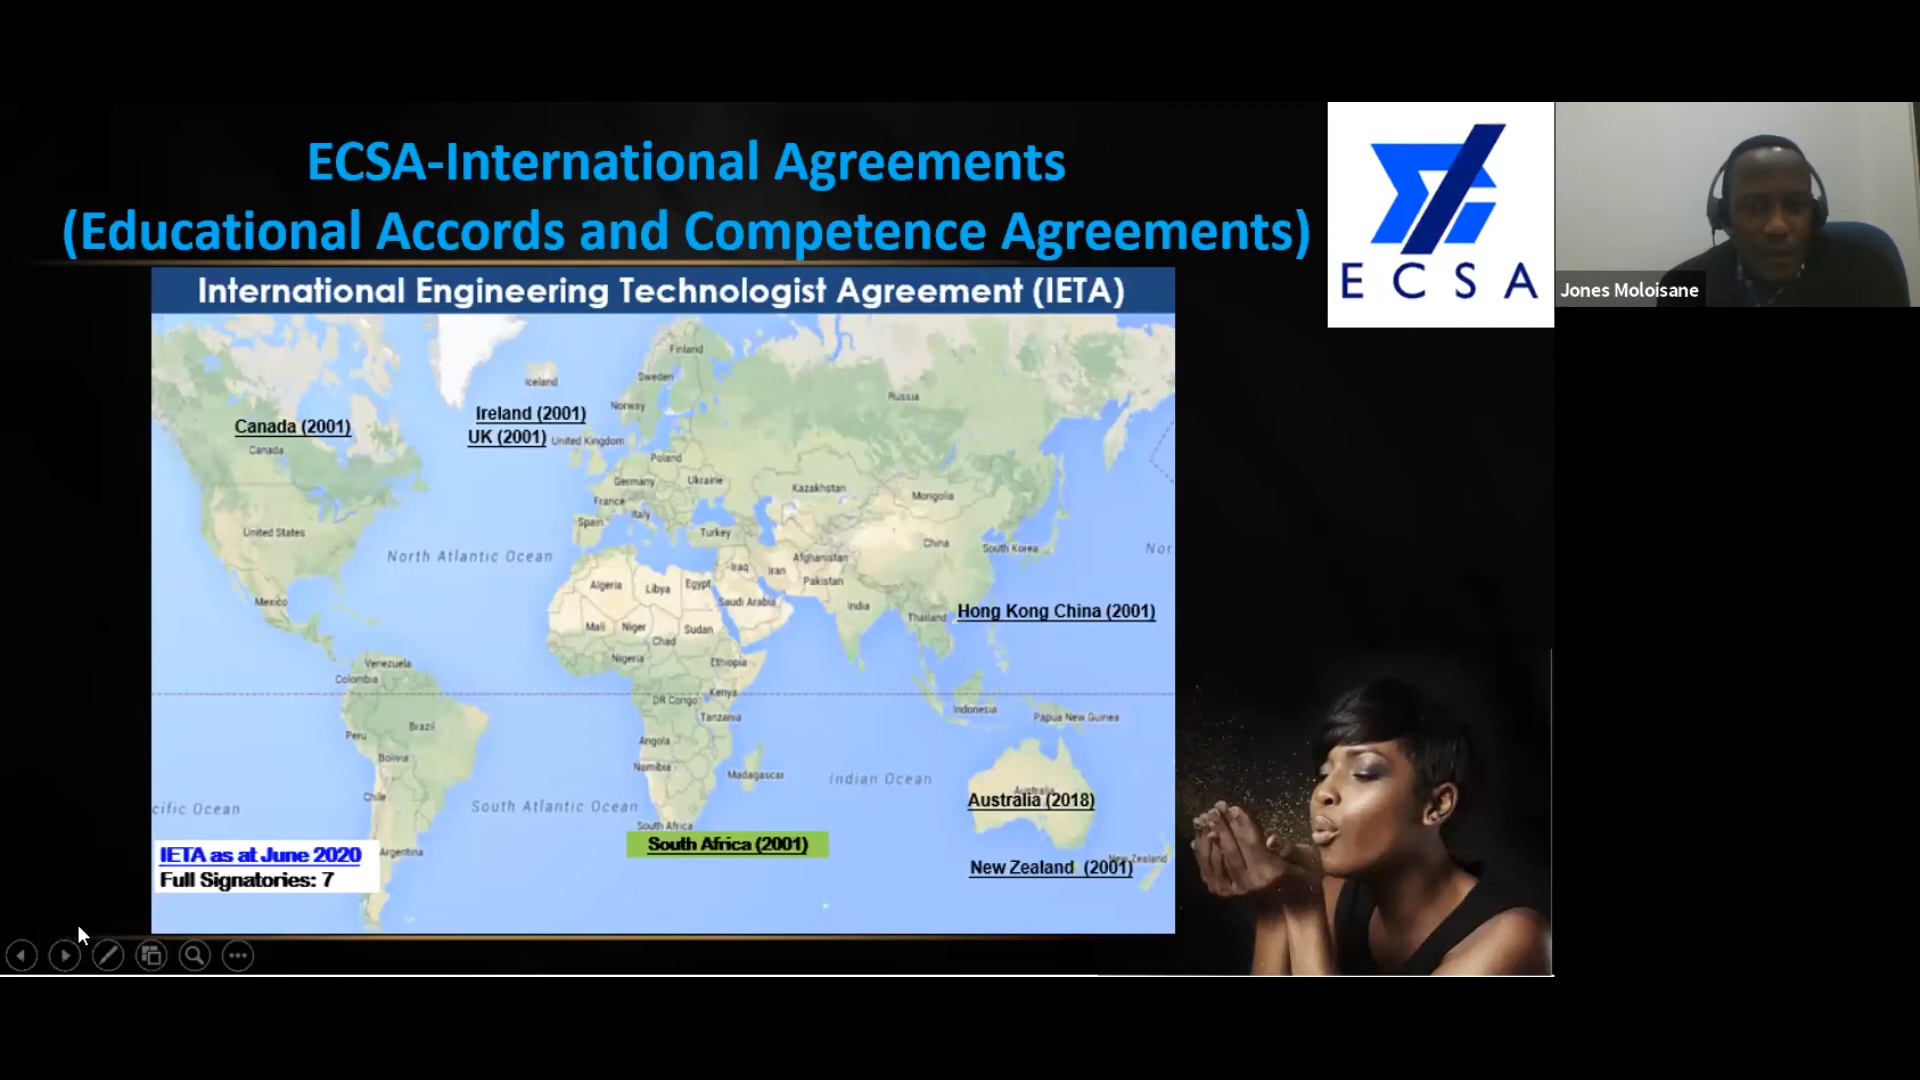 ECSA-International Agreements
(Educational Accords and Competence Agreements)
E C S A
Jones Moloisane
International Engineering Technologist Agreement (IETA)
Finland
Iceland
Sweden
Russia
Norway
Ireland (2001)
Canada (2001)
UK (2001)
United Kingdom
Canada
Poland
Germany
Ukraine
Kazakhstan
Mongolia
France
Italy
Spain
Turkey
United States
China
South Korea
North Atlantic Ocean
Nor
Afghanistan
Iraq
Iran
Pakistan
Algeria
Libya
Egypt
Saudi Arabia
India
Mexico
Hong Kong China (2001)
Thailand
Mali
Niger
Sudan
Chad
Nigeria
Ethiopia
Venezuela
Colombia
Kenya
DR Congo
Tanzania
Indonesia
Papua New Guinea
Brazil
Peru
Angola
Bolivia
Namibia
Madagascar
Indian Ocean
Chile
Australia
Australia (2018)
cific Ocean
South Atlantic Ocean
South Africa
South Africa (2001)
Argentina
New Zealand
New Zealand (2001)
IETA as at June 2020
Full Signatories: 7